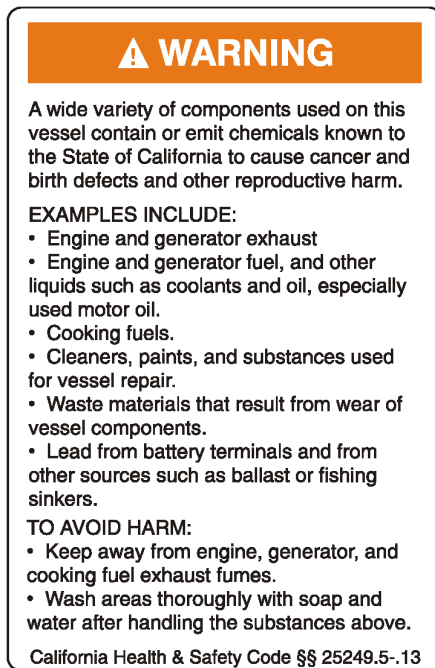 WARNING
A wide variety of components used on this
vessel contain or emit chemicals known to
the State of California to cause cancer and
birth defects and other reproductive harm.
EXAMPLES INCLUDE:
• Engine and generator exhaust
• Engine and generator fuel, and other
liquids such as coolants and oil, especially
used motor oil.
• Cooking fuels.
• Cleaners, paints, and substances used
for vessel repair.
• Waste materials that result from wear of
vessel components.
• Lead from battery terminals and from
other sources such as ballast or fishing
sinkers.
TO AVOID HARM:
• Keep away from engine, generator, and
cooking fuel exhaust fumes.
• Wash areas thoroughly with soap and
water after handling the substances above.
California Health & Safety Code §§ 25249.5-.13